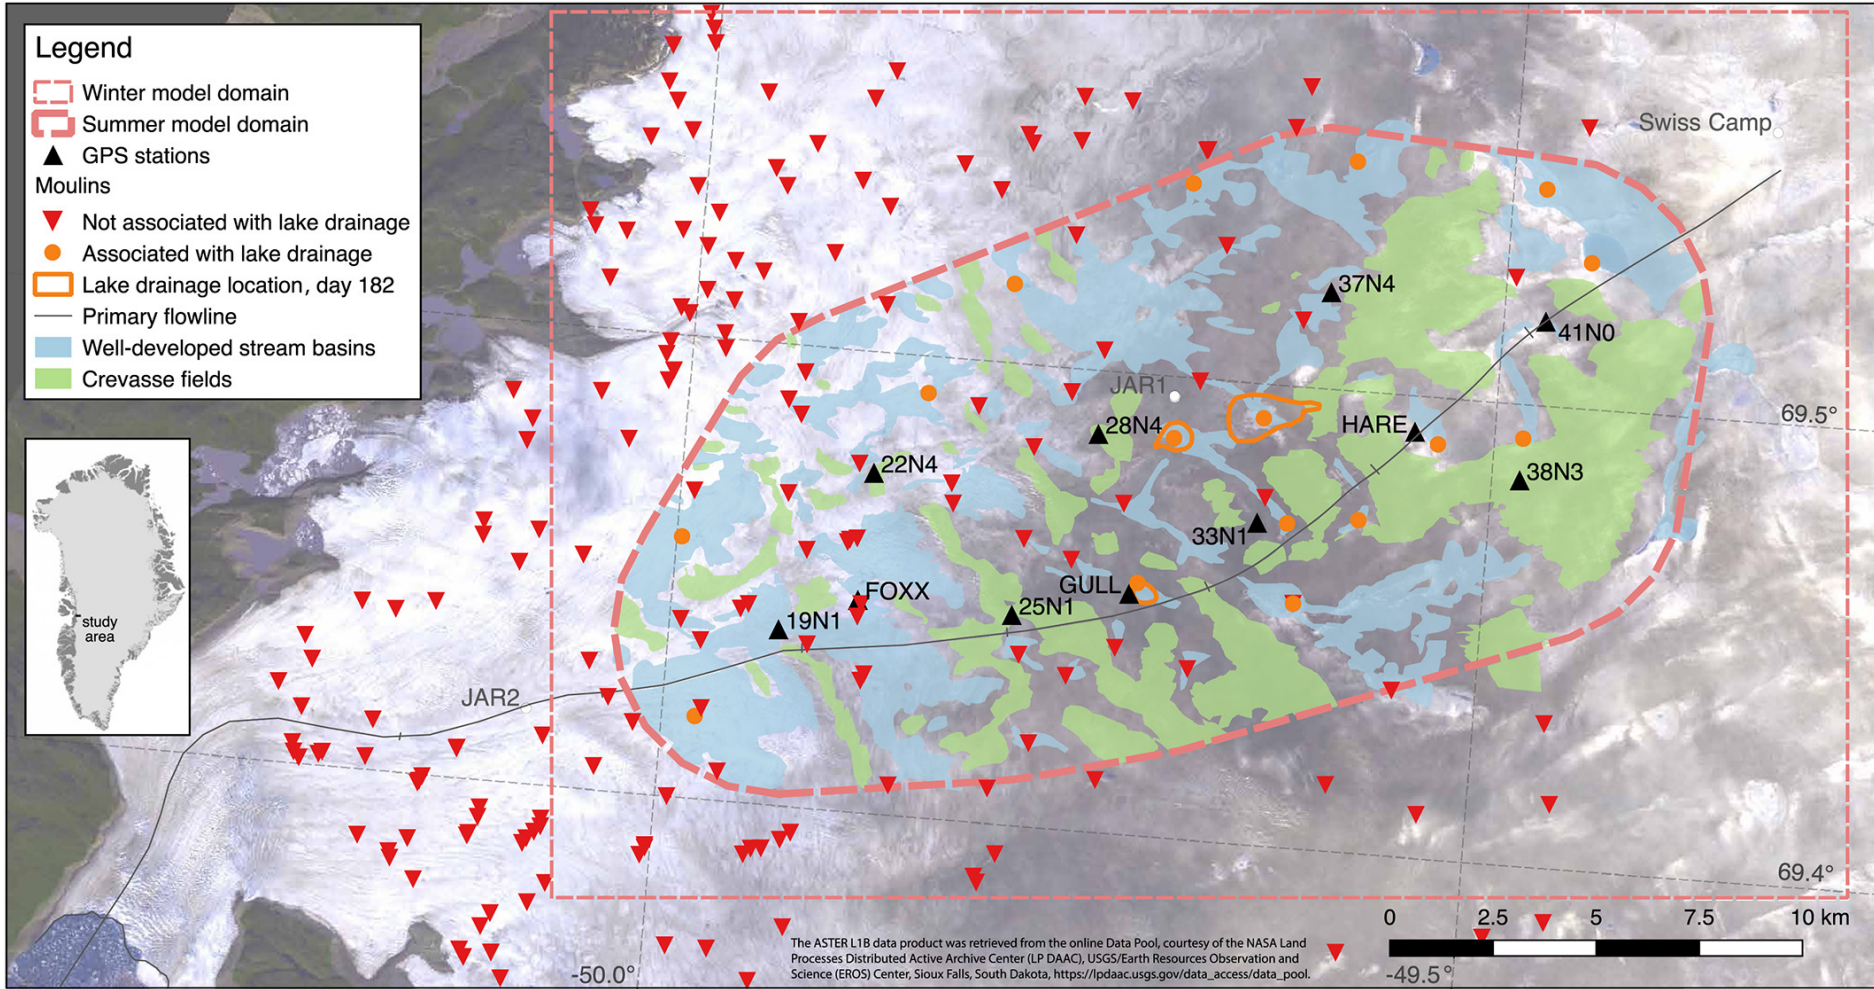 Legend
Winter model domain
Summer model domain
GPS stations
Moulins
Not associated with lake drainage
Associated with lake drainage
Lake drainage location, day 182
Primary flowline
Well-developed stream basins
Crevasse fields
study
area
Swiss Camp
37N4
41N0
JAR1
69.5°
28N4
HARE
22N4
38N3
33N1
GULL
FOXX
25N1
19N1
JAR2
69.4°
0 2.5 5 7.5 10 km
The ASTER L1B data product was retrieved from the online Data Pool, courtesy of the NASA Land
Processes Distributed Active Archive Center (LP DAAC), USGS/Earth Resources Observation and
Science (EROS) Center, Sioux Falls, South Dakota, https://lpdaac.usgs.gov/data_access/data_pool.
-50.0°
-49.5°